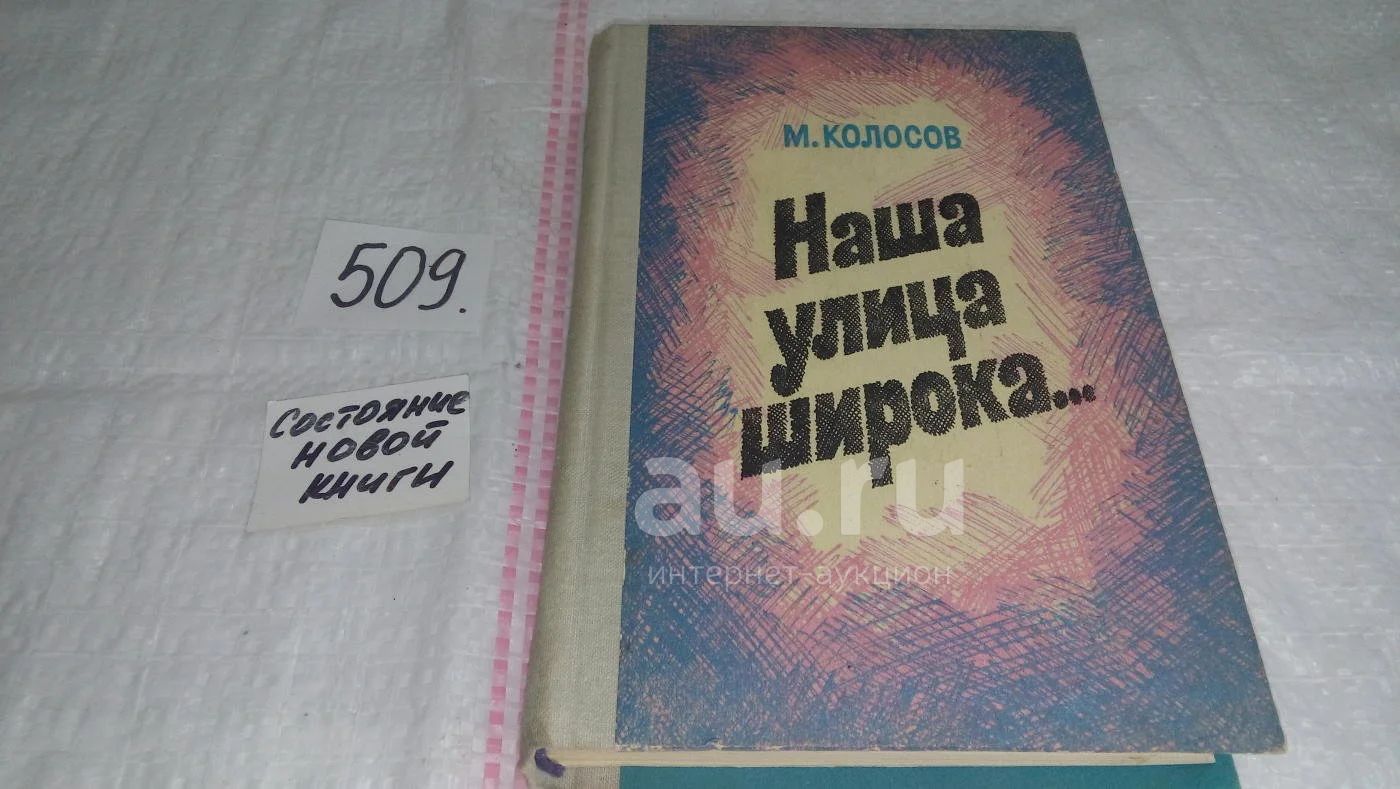 509.
Состояние
новой
книги
М. КОЛОСОВ
Наша
улица
широка...
au.ru
интернет-аукцион